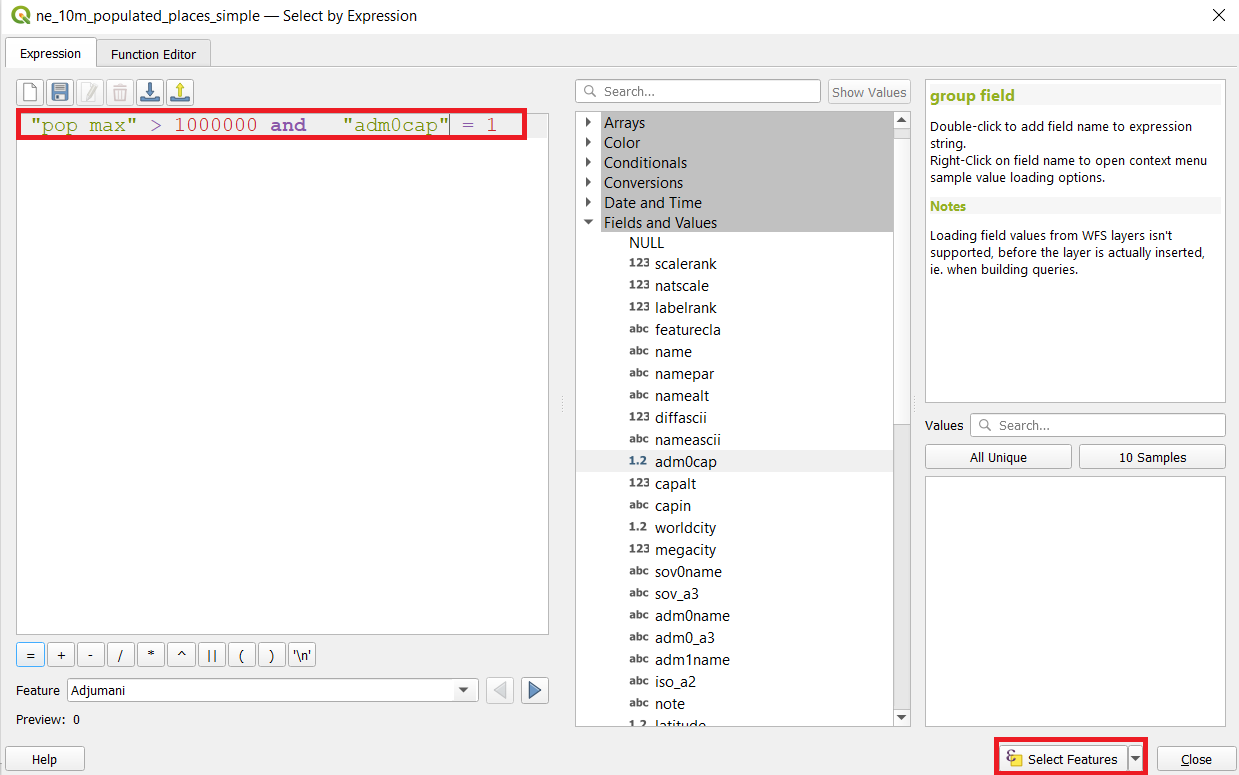 ne_10m_populated_places_simple — Select by Expression
Expression
Function Editor
"pop_max" > 1000000 and "adm0cap" = 1
Search...
Show Values
Arrays
Color
Conditionals
Conversions
Date and Time
Fields and Values
NULL
123 scalerank
123 natscale
123 labelrank
abc featurecla
abc name
abc namepar
abc namealt
123 diffascii
abc nameascii
1.2 adm0cap
123 capalt
abc capin
1.2 worldcity
123 megacity
abc sov0name
abc sov_a3
abc adm0name
abc adm0_a3
abc adm1name
abc iso_a2
abc note
1.2 latitude
group field
Double-click to add field name to expression
string.
Right-Click on field name to open context menu
sample value loading options.
Notes
Loading field values from WFS layers isn't
supported, before the layer is actually inserted,
ie. when building queries.
Values
Search...
All Unique
10 Samples
= + - / * ^ || ( ) '\n'
Feature Adjumani
Preview: 0
Help
Select Features
Close